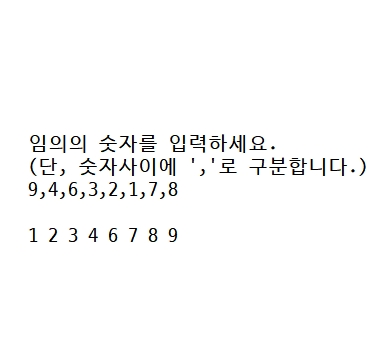 임의의 숫자를 입력하세요.
(단, 숫자사이에 ','로 구분합니다.)
9,4,6,3,2,1,7,8
1 2 3 4 6 7 8 9